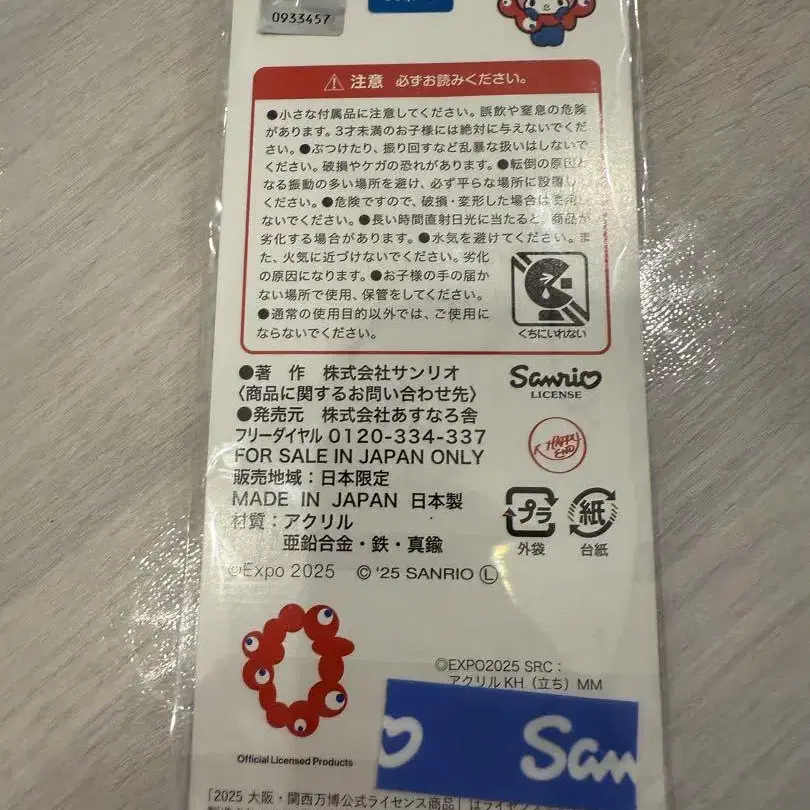 0933457
注意 必ずお読みください。
●小さな付属品に注意してください。誤飲や窒息の危険
があります。3才未満のお子様には絶対に与えないでくだ
さい。●ぶつけたり、振り回すなど乱暴な扱いはしないで
ください。破損やケガの恐れがあります。●転倒の原因と
なる振動の多い場所を避け、必ず平らな場所に設置して
ください。●危険ですので、破損・変形した場合は使用し
ないでください。●長い時間直射日光に当たると、商品が
劣化する場合があります。●水気を避けてください。ま
た、火気に近づけないでください。劣化
の原因になります。●お子様の手の届か
ない場所で使用、保管をしてください。
●通常の使用目的以外では、ご使用に
ならないでください。
くちにいれない
●著 作 株式会社サンリオ
〈商品に関するお問い合わせ先〉
●発売元 株式会社あすなろ舎
フリーダイヤル 0120-334-337
FOR SALE IN JAPAN ONLY
販売地域:日本限定
MADE IN JAPAN 日本製
材質:アクリル
亜鉛合金・鉄・真鍮
Sanrio
LICENSE
HAPPY
END
プラ 紙
外袋 台紙
©Expo 2025 © '25 SANRIO Ⓛ
©EXPO2025 SRC:
アクリルKH(立ち)MM
Official Licensed Products
San
「2025 大阪・関西万博公式ライセンス商品」はライセンス